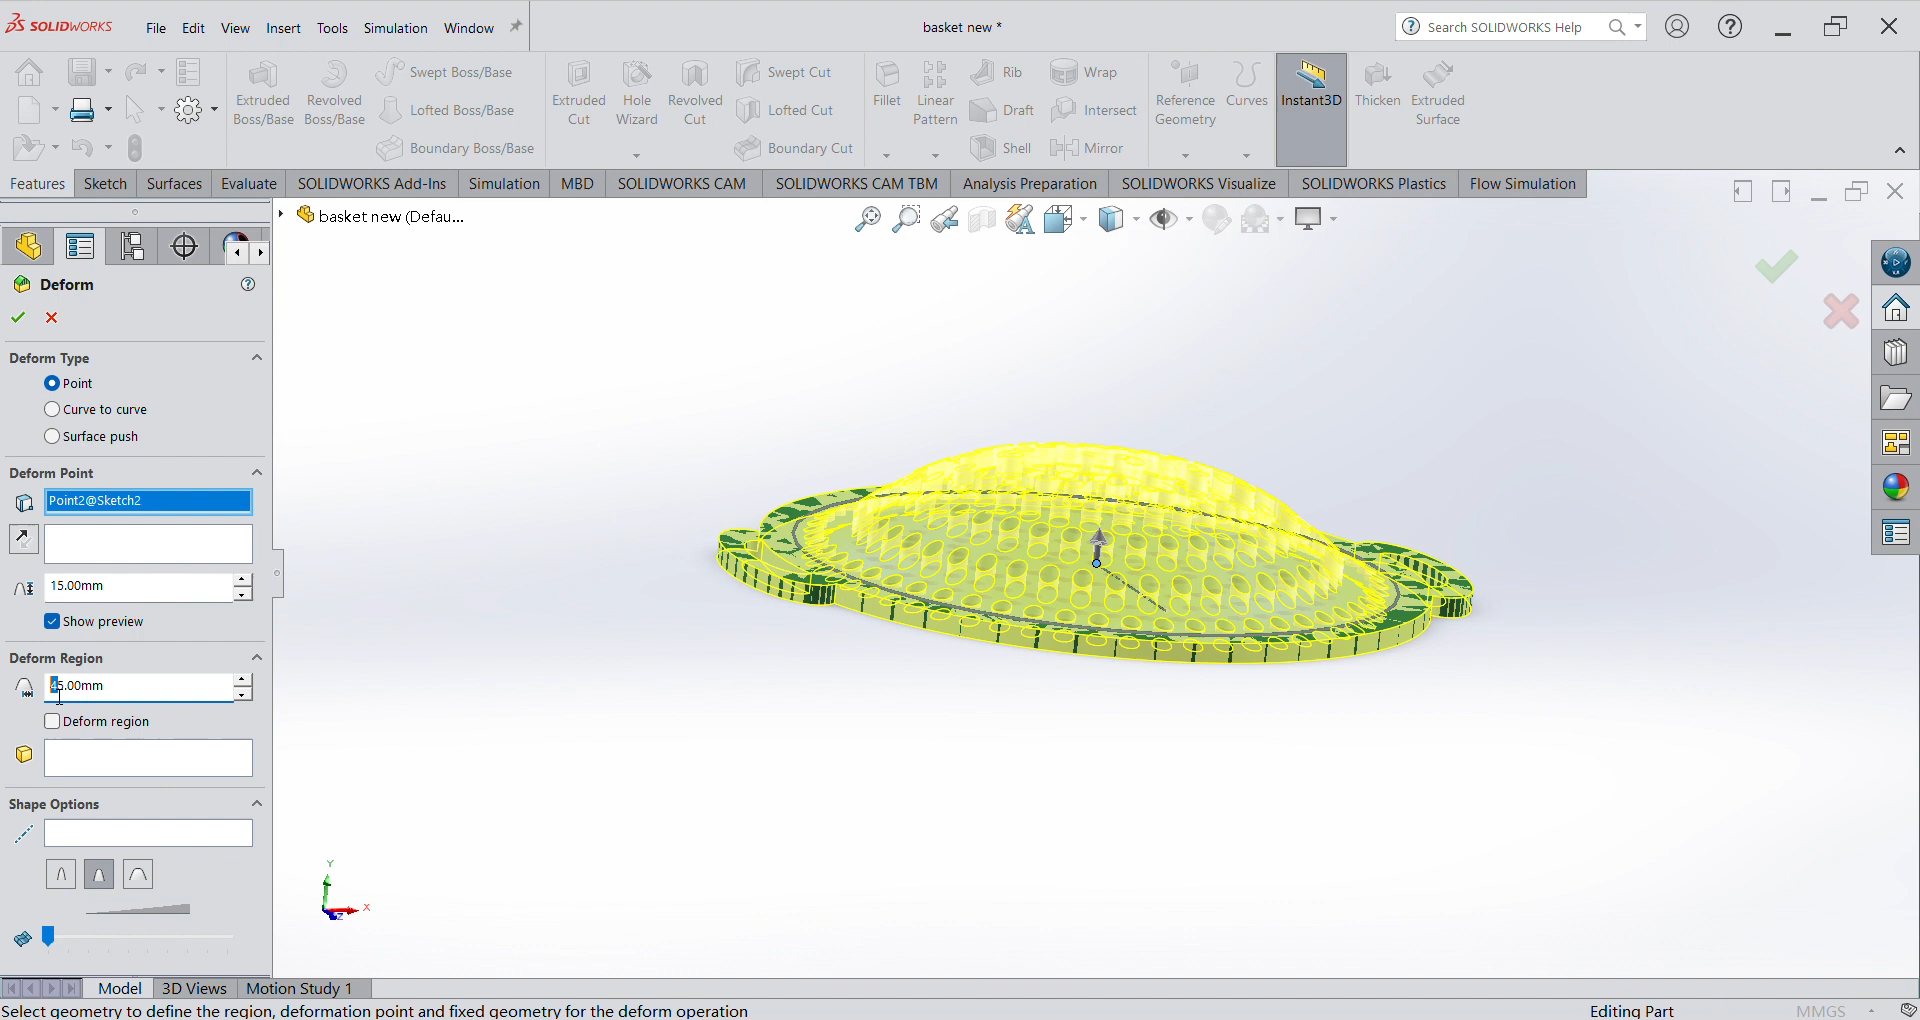 SOLIDWORKS
File Edit View Insert Tools Simulation Window
basket new *
Search SOLIDWORKS Help
Extruded Boss/Base
Revolved Boss/Base
Swept Boss/Base
Lofted Boss/Base
Boundary Boss/Base
Extruded Cut
Hole Wizard
Revolved Cut
Swept Cut
Lofted Cut
Boundary Cut
Fillet
Linear Pattern
Rib
Draft
Shell
Wrap
Intersect
Mirror
Reference Geometry
Curves
Instant3D
Thicken
Extruded Surface
Features Sketch Surfaces Evaluate SOLIDWORKS Add-Ins Simulation MBD SOLIDWORKS CAM SOLIDWORKS CAM TBM Analysis Preparation SOLIDWORKS Visualize SOLIDWORKS Plastics Flow Simulation
basket new (Defau...
Deform
Deform Type
Point
Curve to curve
Surface push
Deform Point
Point2@Sketch2
15.00mm
Show preview
Deform Region
45.00mm
Deform region
Shape Options
Y
X
Z
Model 3D Views Motion Study 1
Select geometry to define the region, deformation point and fixed geometry for the deform operation
Editing Part
MMGS